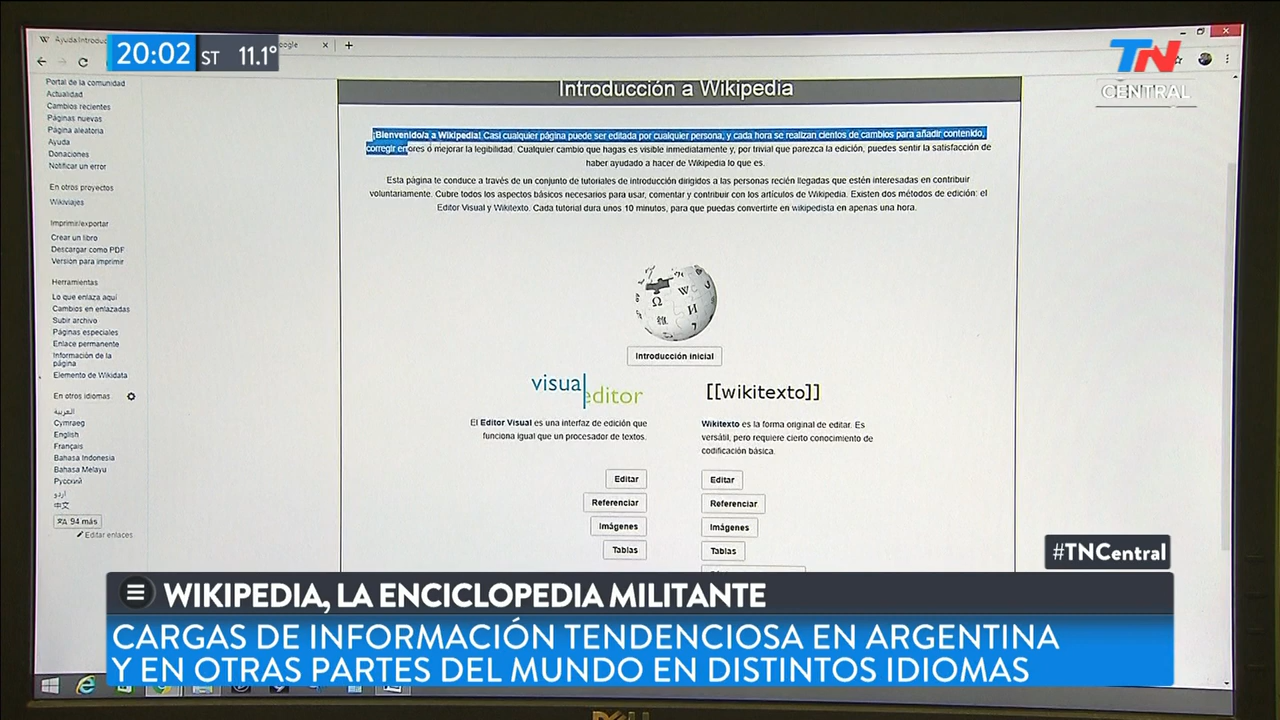 Ayuda:Introduc
oogle
20:02 ST 11.1°
TN
CENTRAL
Portal de la comunidad
Actualidad
Cambios recientes
Páginas nuevas
Página aleatoria
Ayuda
Donaciones
Notificar un error
En otros proyectos
Wikiviajes
Imprimir/exportar
Crear un libro
Descargar como PDF
Versión para imprimir
Herramientas
Lo que enlaza aquí
Cambios en enlazadas
Subir archivo
Páginas especiales
Enlace permanente
Información de la
página
Elemento de Wikidata
En otros idiomas
العربية
Cymraeg
English
Français
Bahasa Indonesia
Bahasa Melayu
Русский
اردو
中文
94 más
Editar enlaces
Introducción a Wikipedia
¡Bienvenido/a a Wikipedia! Casi cualquier página puede ser editada por cualquier persona, y cada hora se realizan cientos de cambios para añadir contenido,
corregir errores o mejorar la legibilidad. Cualquier cambio que hagas es visible inmediatamente y, por trivial que parezca la edición, puedes sentir la satisfacción de
haber ayudado a hacer de Wikipedia lo que es.
Esta página te conduce a través de un conjunto de tutoriales de introducción dirigidos a las personas recién llegadas que estén interesadas en contribuir
voluntariamente. Cubre todos los aspectos básicos necesarios para usar, comentar y contribuir con los artículos de Wikipedia. Existen dos métodos de edición: el
Editor Visual y Wikitexto. Cada tutorial dura unos 10 minutos, para que puedas convertirte en wikipedista en apenas una hora.
Introducción inicial
visual editor
[[wikitexto]]
El Editor Visual es una interfaz de edición que
funciona igual que un procesador de textos.
Wikitexto es la forma original de editar. Es
versátil, pero requiere cierto conocimiento de
codificación básica.
Editar
Referenciar
Imágenes
Tablas
Editar
Referenciar
Imágenes
Tablas
#TNCentral
WIKIPEDIA, LA ENCICLOPEDIA MILITANTE
CARGAS DE INFORMACIÓN TENDENCIOSA EN ARGENTINA
Y EN OTRAS PARTES DEL MUNDO EN DISTINTOS IDIOMAS